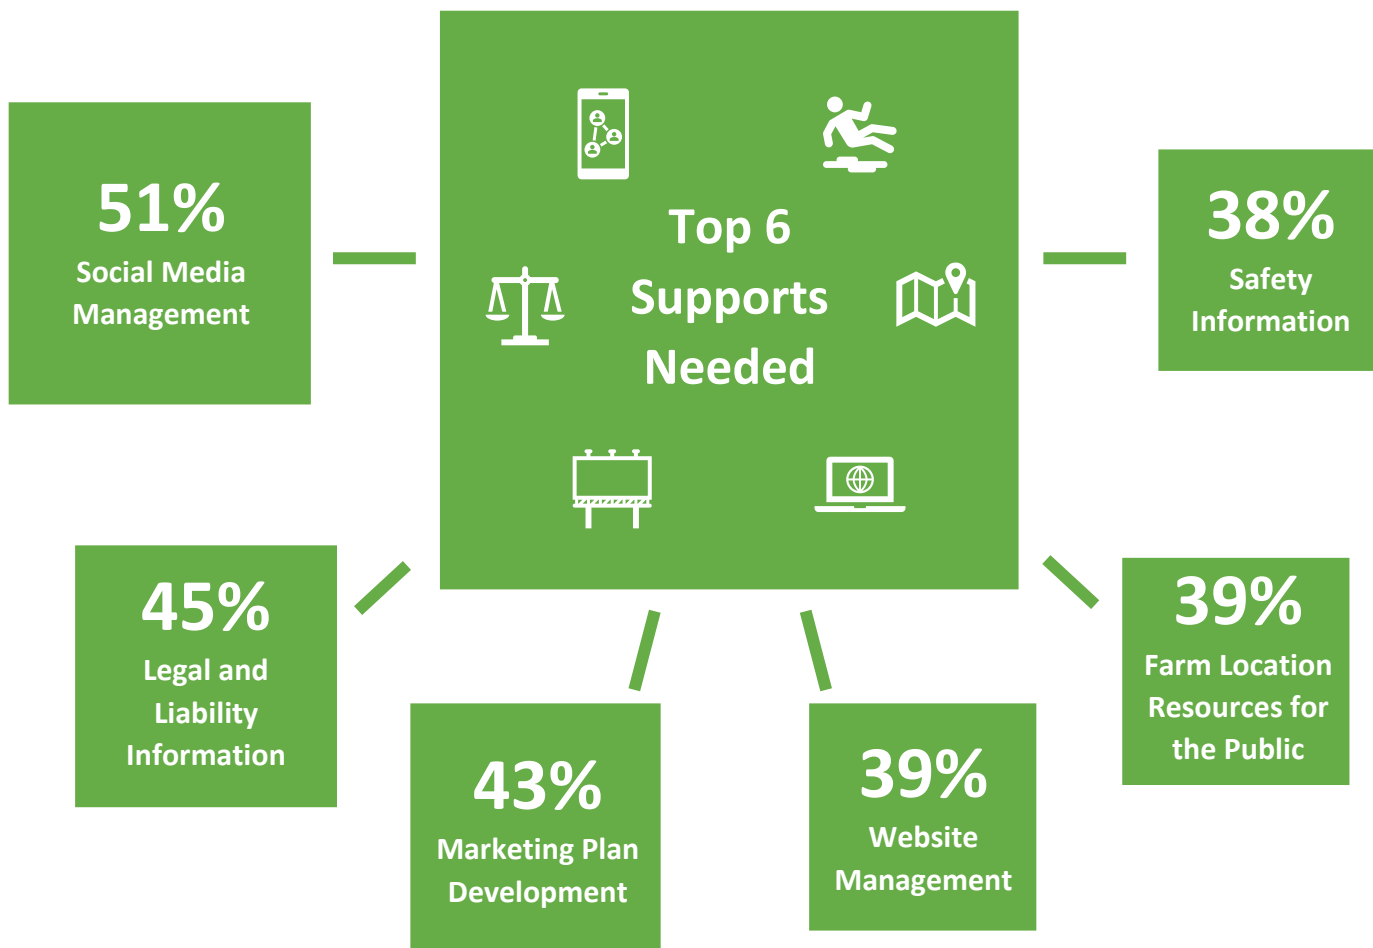 Top 6
Supports
Needed
51%
Social Media
Management
45%
Legal and
Liability
Information
43%
Marketing Plan
Development
39%
Website
Management
39%
Farm Location
Resources for
the Public
38%
Safety
Information